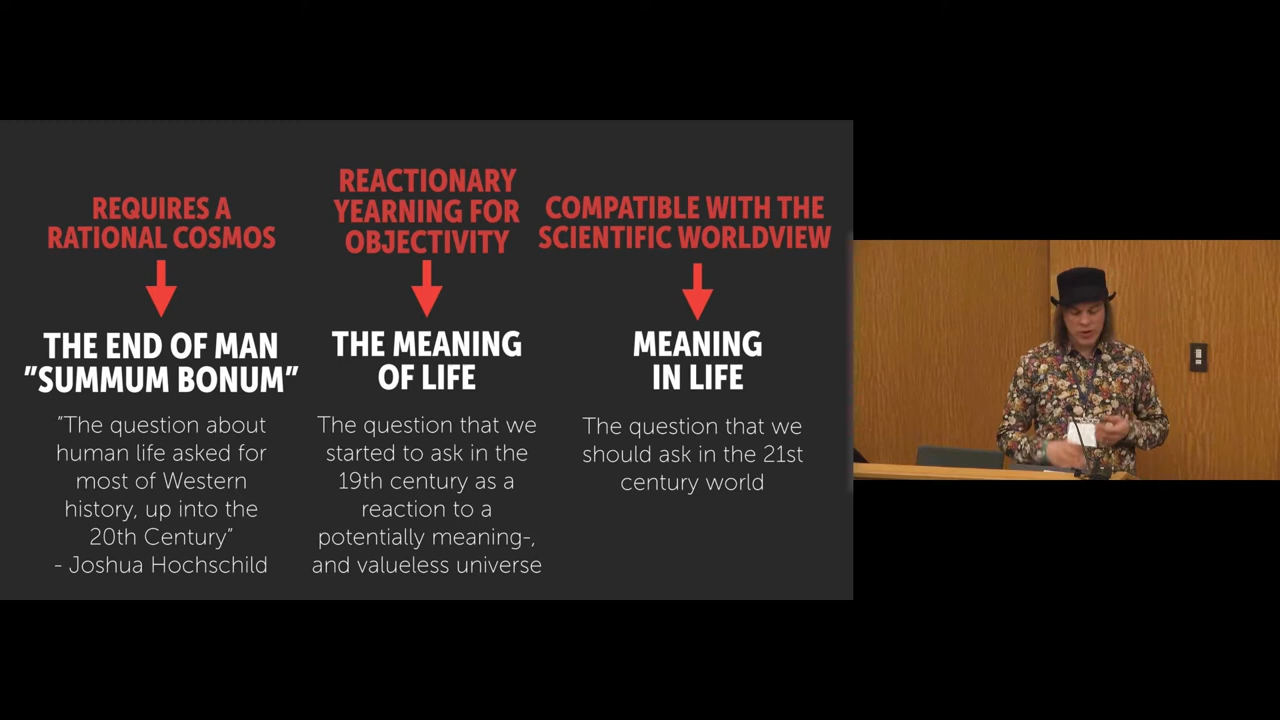 REQUIRES A
RATIONAL COSMOS
THE END OF MAN
”SUMMUM BONUM”
”The question about
human life asked for
most of Western
history, up into the
20th Century”
- Joshua Hochschild
REACTIONARY
YEARNING FOR
OBJECTIVITY
THE MEANING
OF LIFE
The question that we
started to ask in the
19th century as a
reaction to a
potentially meaning-,
and valueless universe
COMPATIBLE WITH THE
SCIENTIFIC WORLDVIEW
MEANING
IN LIFE
The question that we
should ask in the 21st
century world